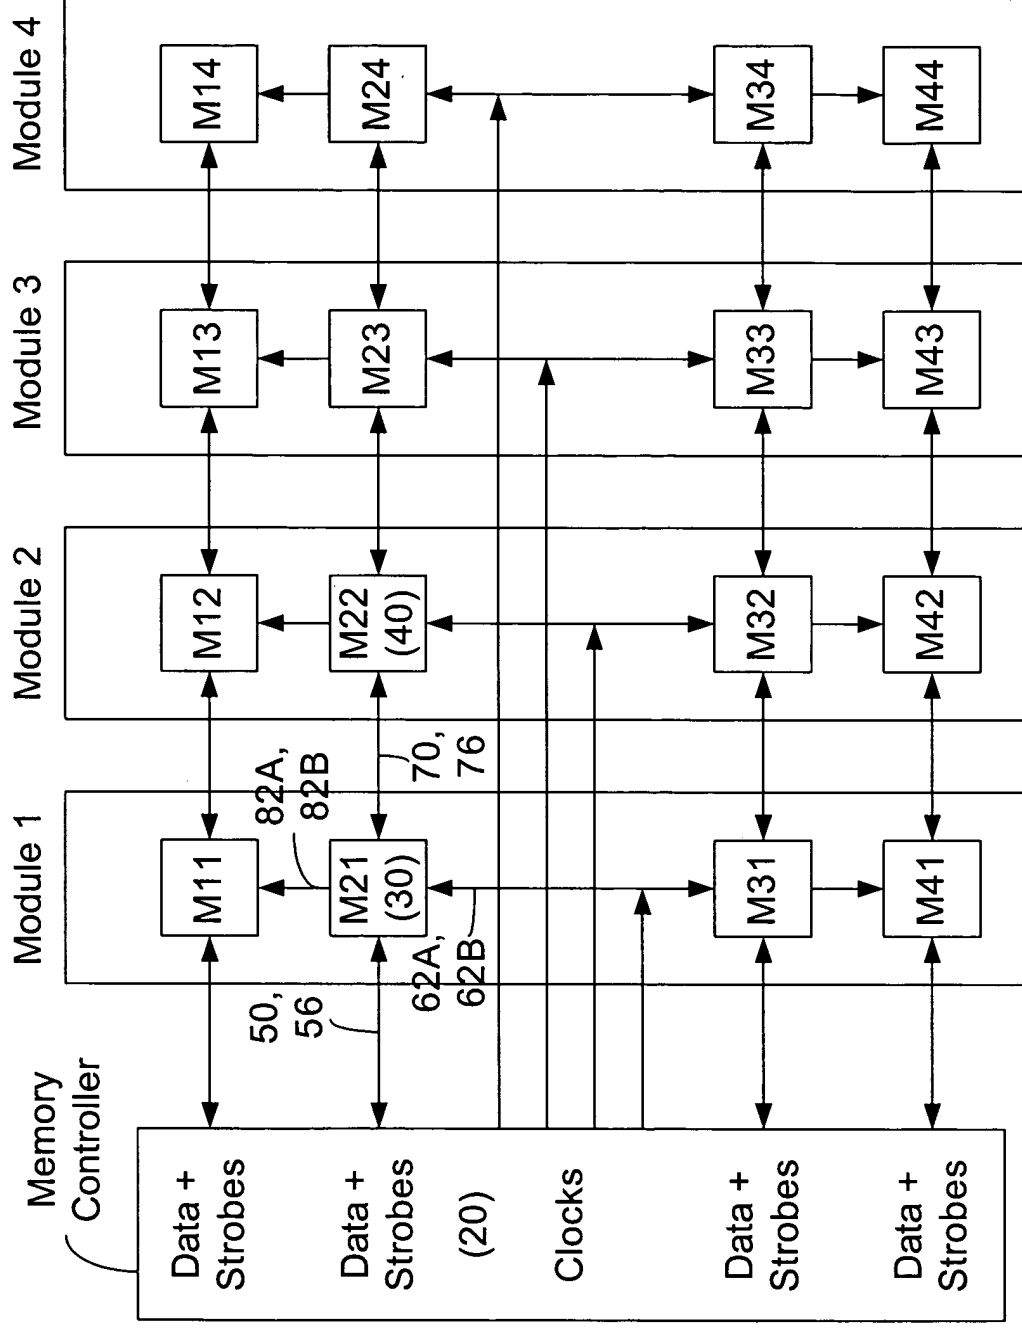 Module 1
Module 2
Module 3
Module 4
Memory
Controller
Data +
Strobes
M11
M12
M13
M14
82A,
82B
50,
56
Data +
Strobes
M21
(30)
M22
(40)
M23
M24
70,
76
62A,
62B
(20)
Clocks
Data +
Strobes
M31
M32
M33
M34
Data +
Strobes
M41
M42
M43
M44